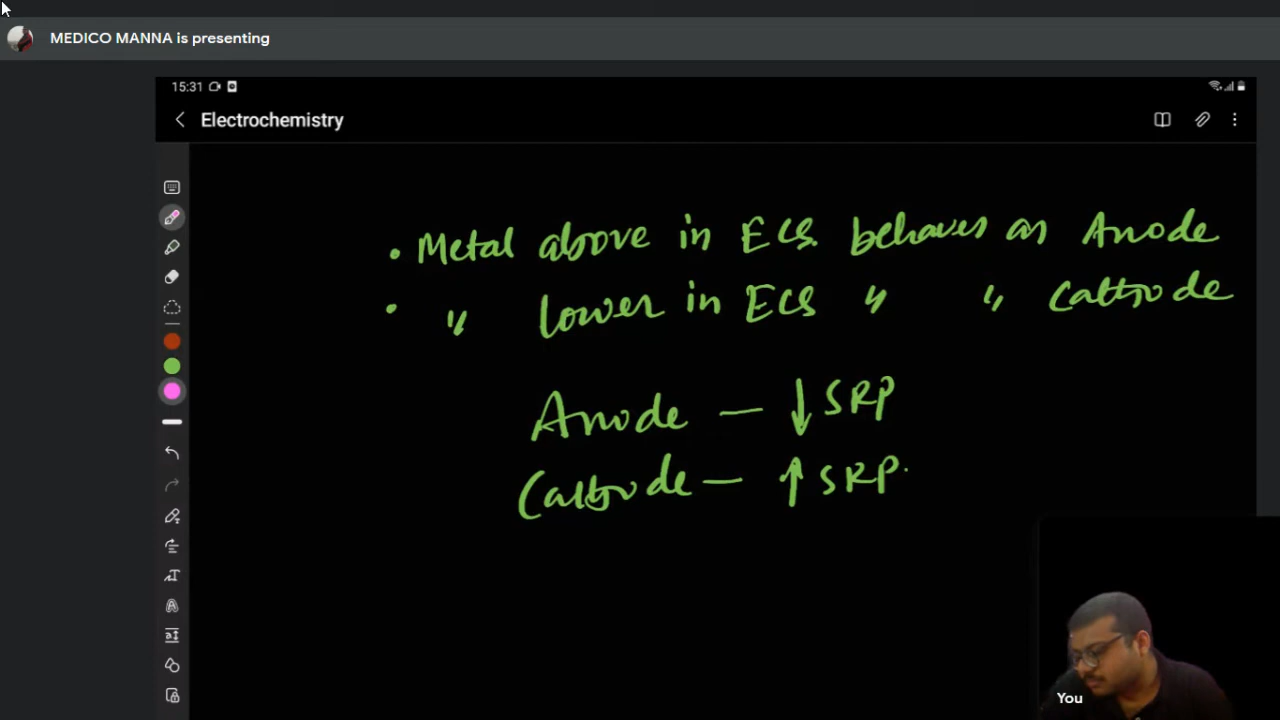 MEDICO MANNA is presenting
15:31
Electrochemistry
• Metal above in ECS behaves as Anode
• " lower in ECS " " Cathode
Anode — ↓ SRP
Cathode — ↑ SRP.
You